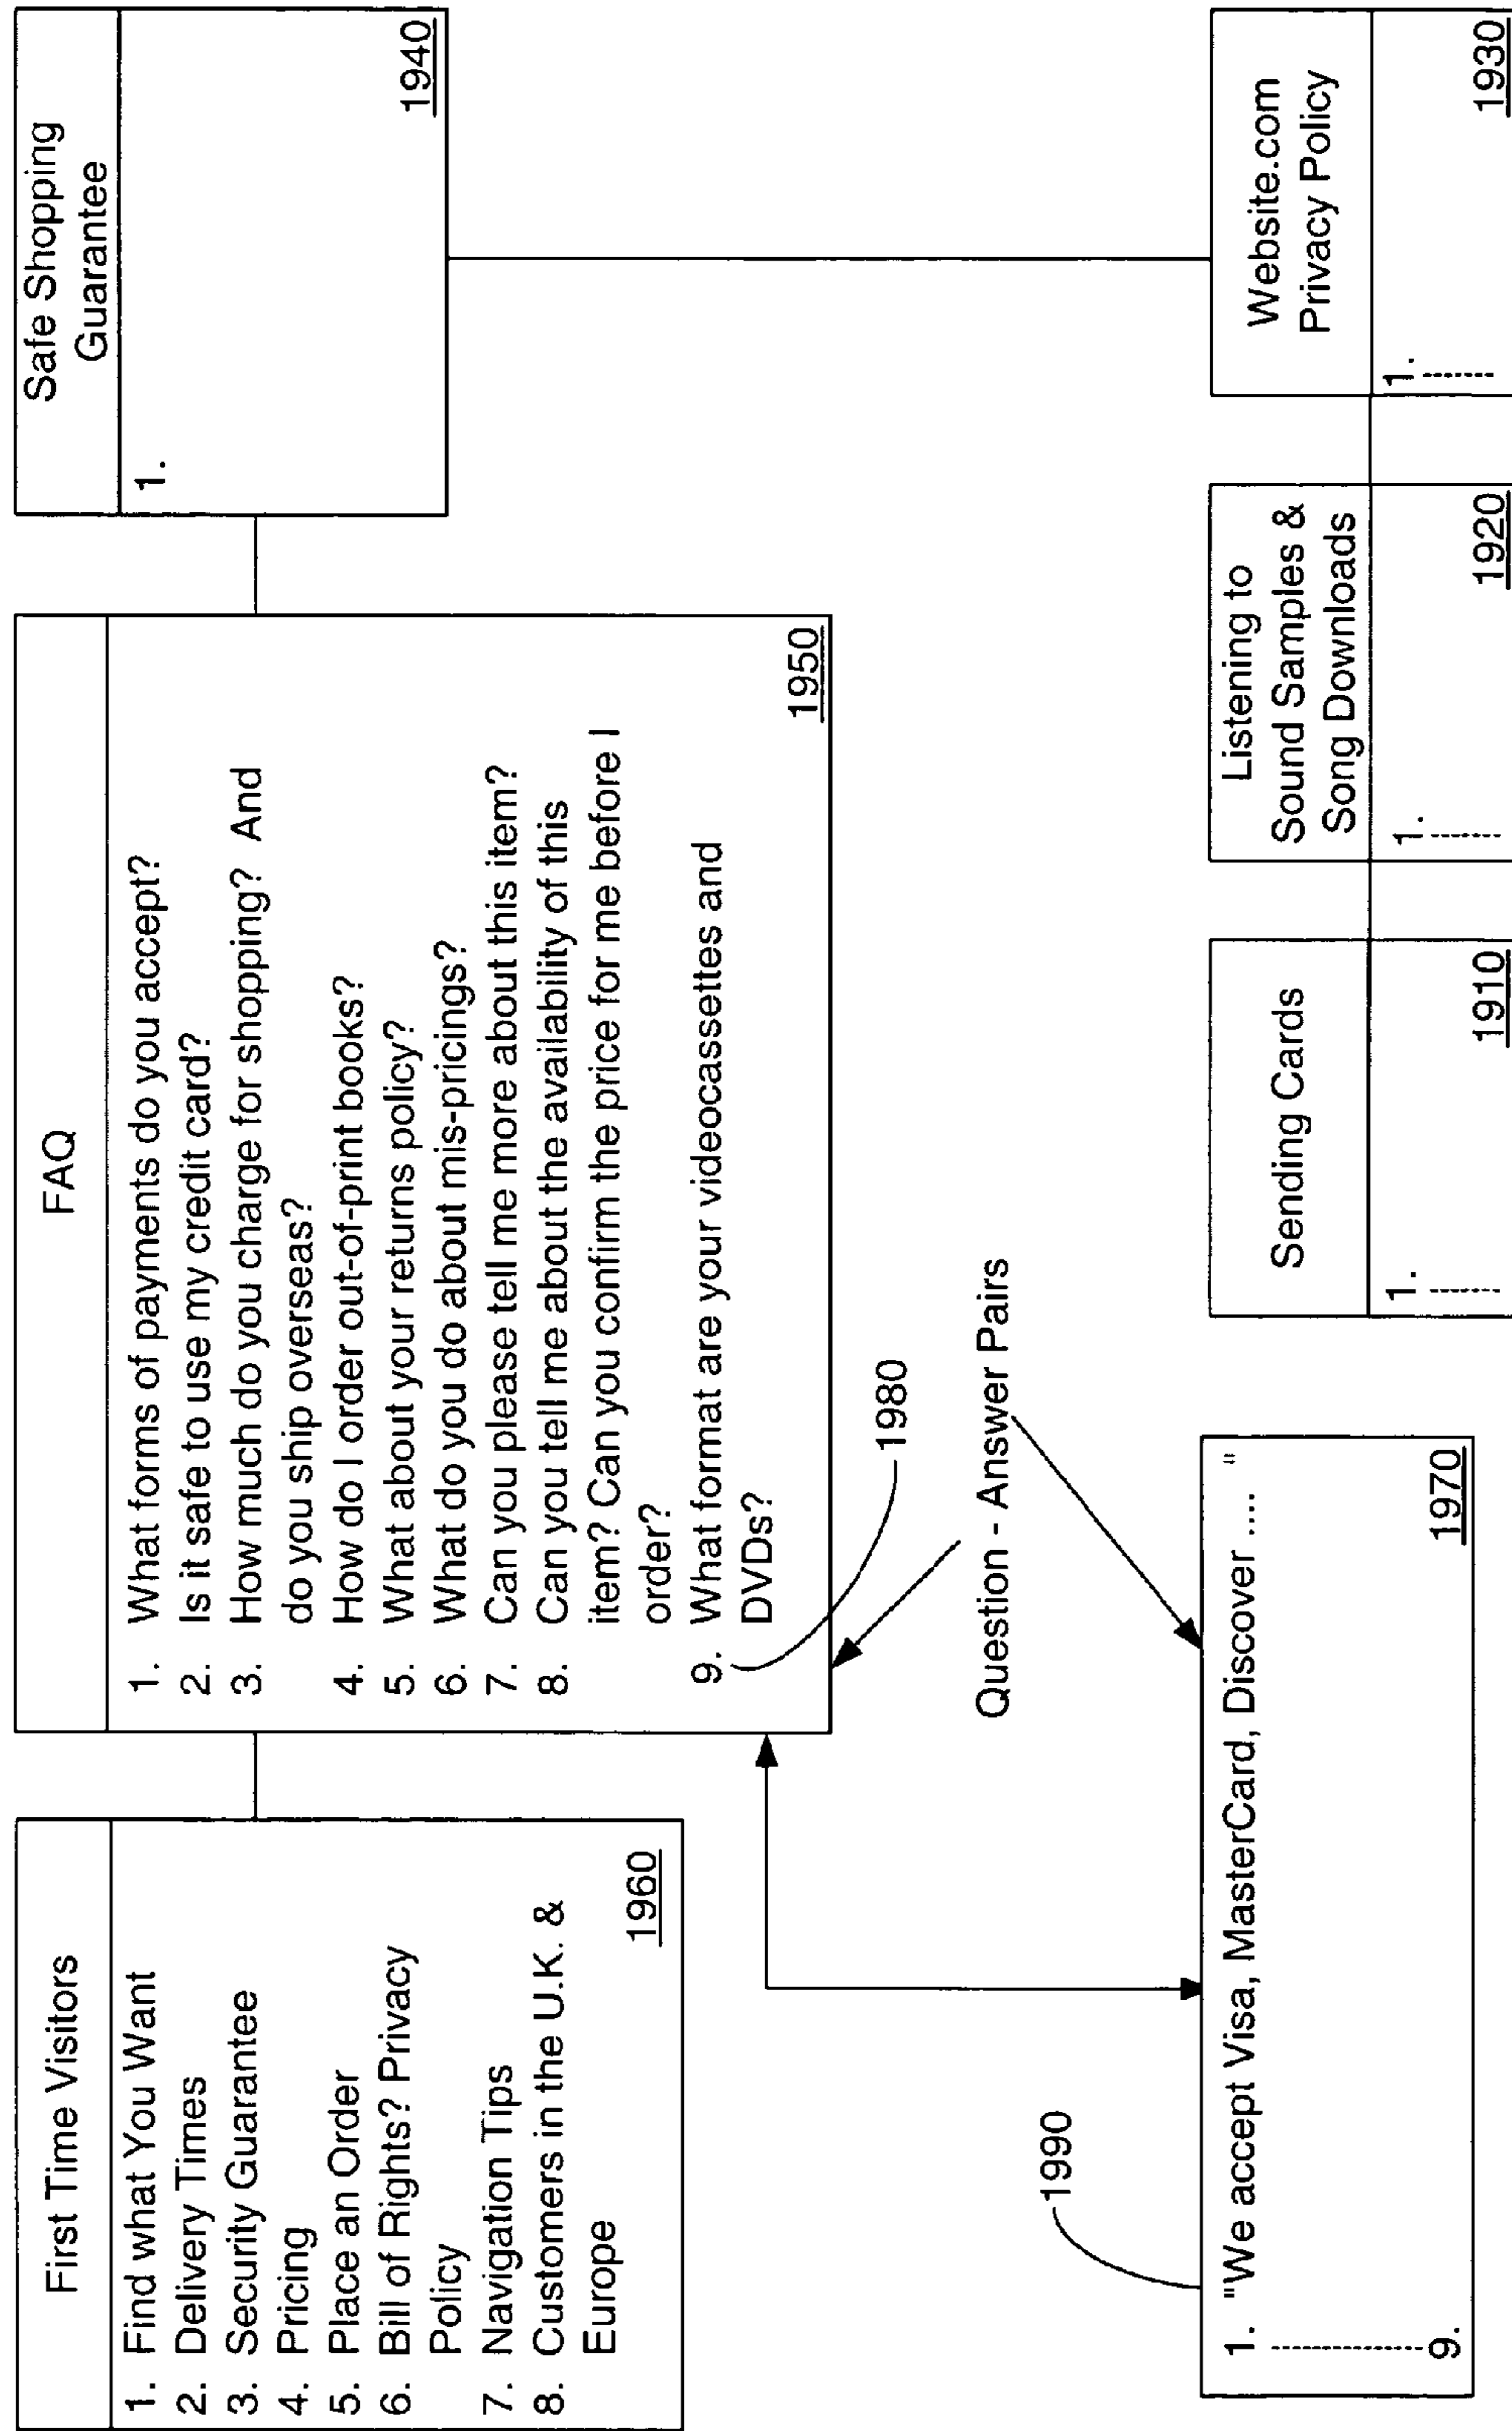 First Time Visitors
1. Find what You Want
2. Delivery Times
3. Security Guarantee
4. Pricing
5. Place an Order
6. Bill of Rights? Privacy
Policy
7. Navigation Tips
8. Customers in the U.K. &
Europe
1960
FAQ
1. What forms of payments do you accept?
2. Is it safe to use my credit card?
3. How much do you charge for shopping? And
do you ship overseas?
4. How do I order out-of-print books?
5. What about your returns policy?
6. What do you do about mis-pricings?
7. Can you please tell me more about this item?
8. Can you tell me about the availability of this
item? Can you confirm the price for me before I
order?
9. What format are your videocassettes and
DVDs?
1950
Safe Shopping
Guarantee
1.
1940
1980
Question - Answer Pairs
1990
1. "We accept Visa, MasterCard, Discover .... "
9.
1970
Sending Cards
1.
1910
Listening to
Sound Samples &
Song Downloads
1.
1920
Website.com
Privacy Policy
1.
1930